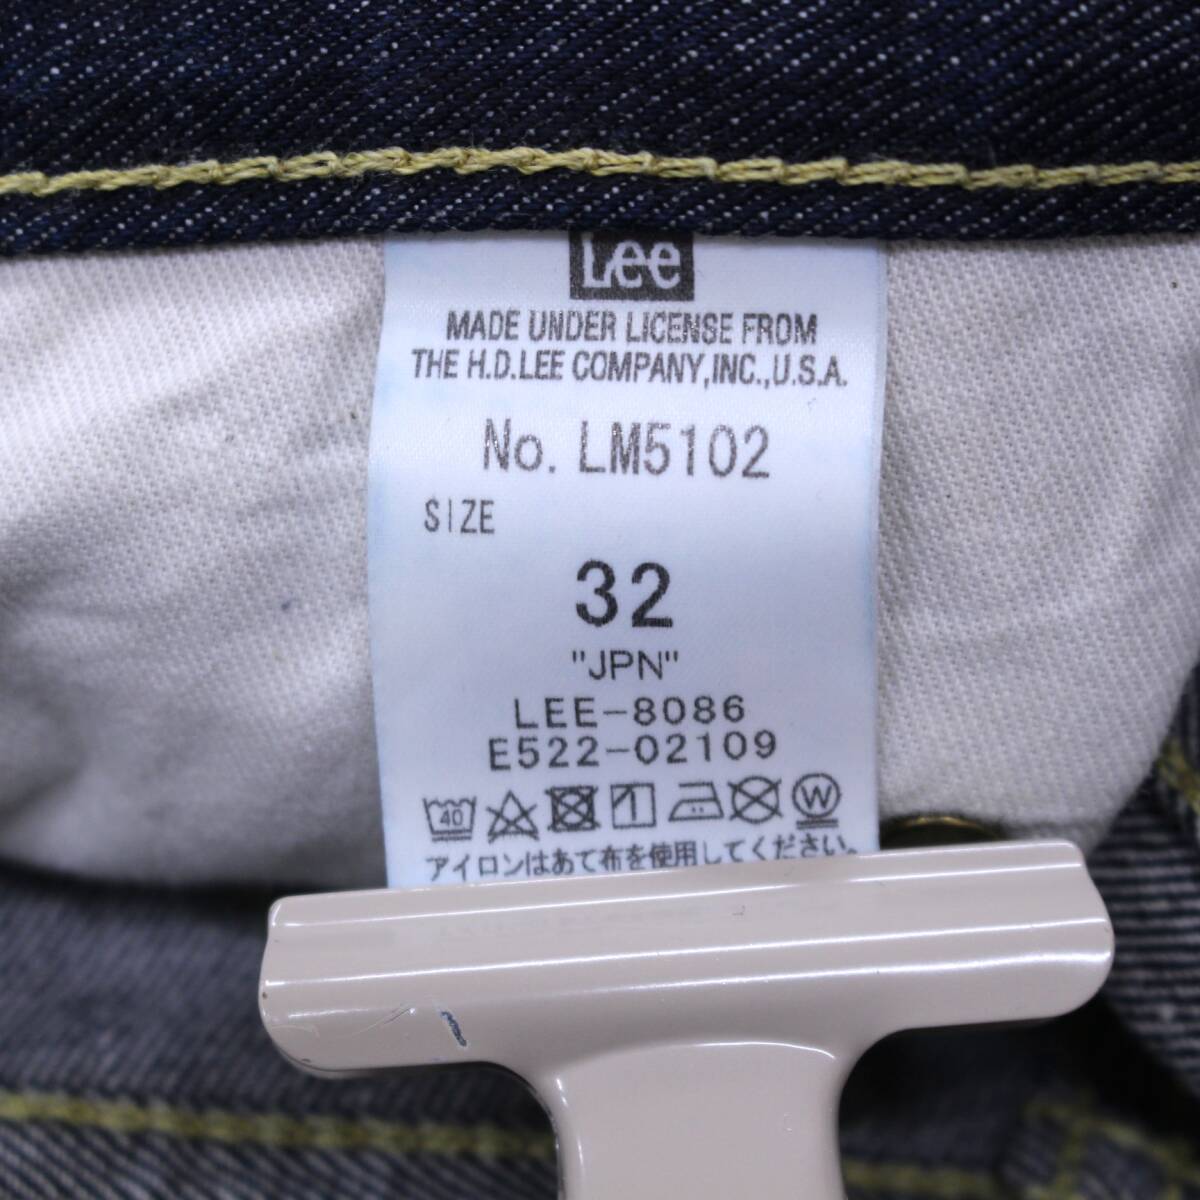 Lee
MADE UNDER LICENSE FROM
THE H.D.LEE COMPANY,INC.,U.S.A.
No. LM5102
SIZE
32
"JPN"
LEE-8086
E522-02109
40 W
アイロンはあて布を使用してください。